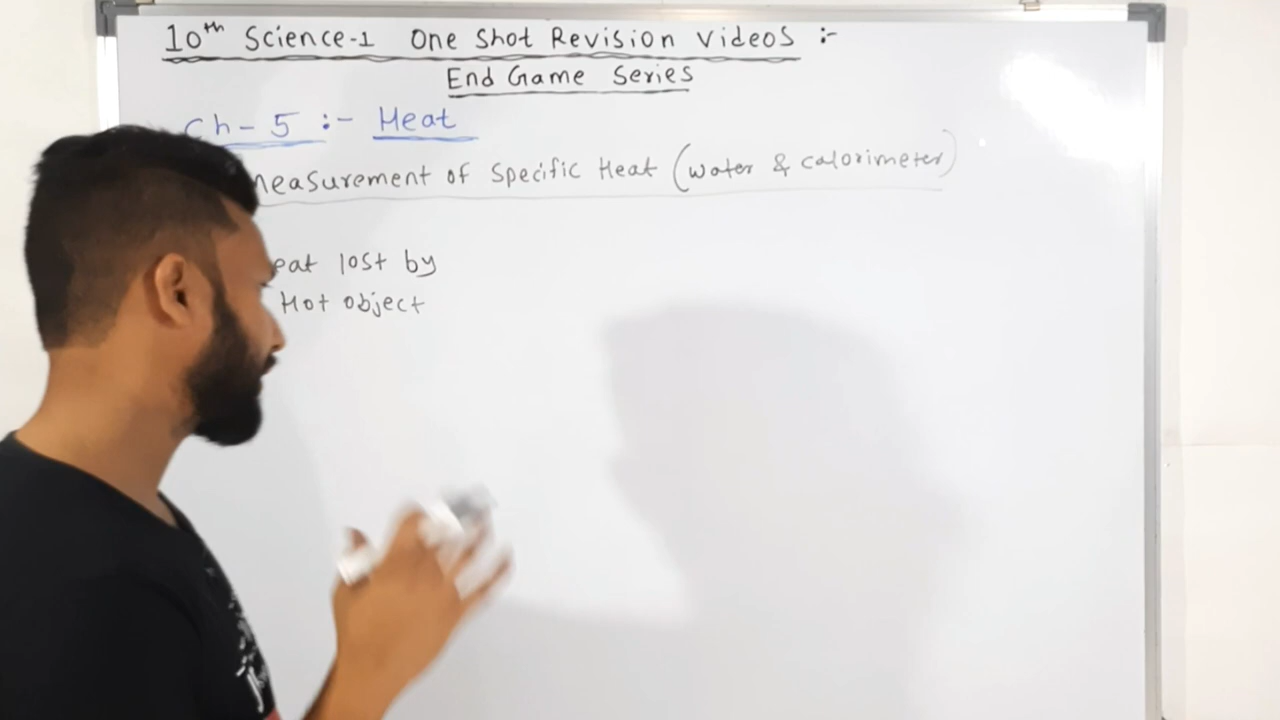 10th Science-1 One Shot Revision Videos :-
End Game Series
Ch-5 :- Heat
Measurement of Specific Heat (water & calorimeter)
eat lost by
Hot object